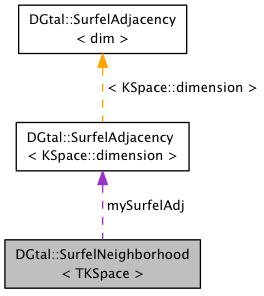 DGtal::SurfelAdjacency
< dim >
< KSpace::dimension >
DGtal::SurfelAdjacency
< KSpace::dimension >
mySurfelAdj
DGtal::SurfelNeighborhood
< TKSpace >